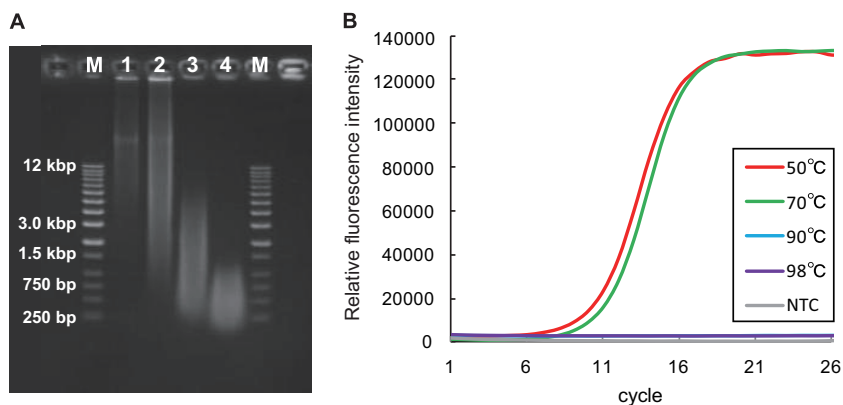 A
M 1 2 3 4 M
12 kbp
3.0 kbp
1.5 kbp
750 bp
250 bp
B
Relative fluorescence intensity
140000
120000
100000
80000
60000
40000
20000
0
1 6 11 16 21 26
cycle
50℃
70℃
90℃
98℃
NTC